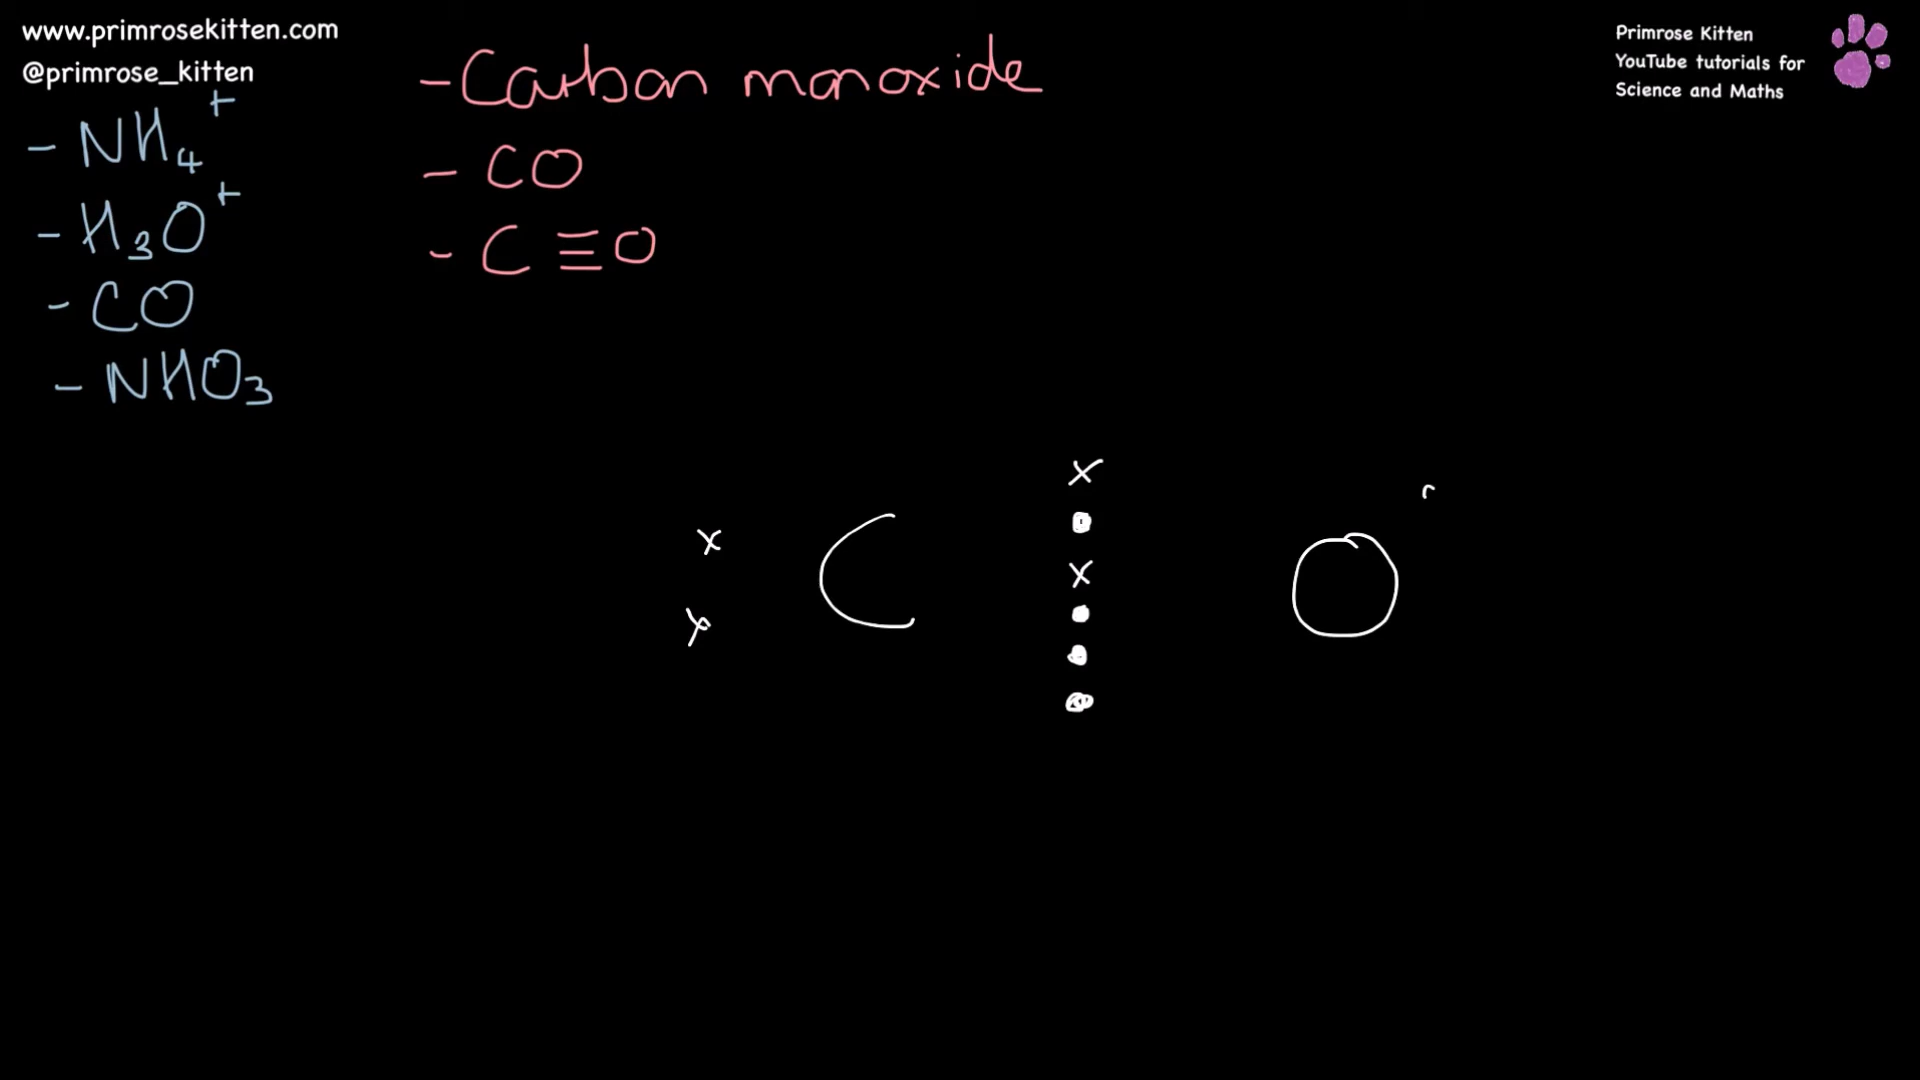 www.primrosekitten.com
@primrose_kitten
- NH₄⁺
- H₃O⁺
- CO
- NHO₃
- Carbon monoxide
- CO
- C≡O
Primrose Kitten
YouTube tutorials for
Science and Maths
x x C x • x • • • O